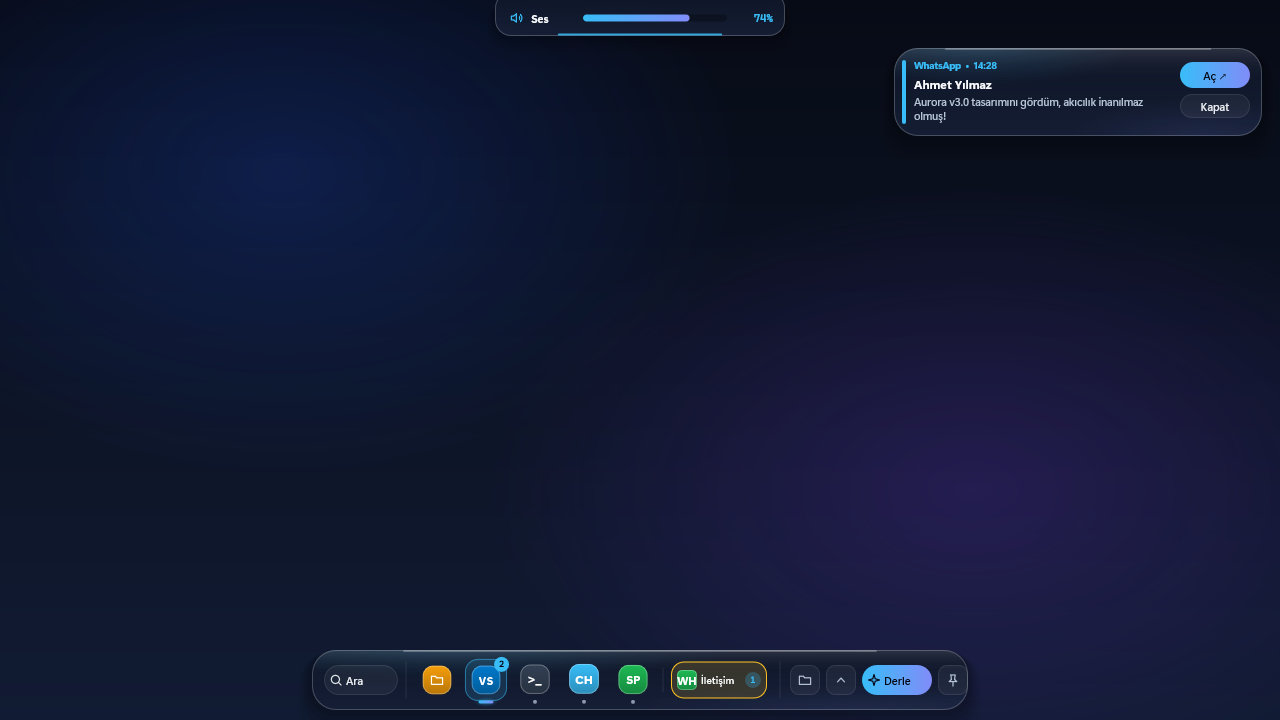 Ses
74%
WhatsApp • 14:28
Ahmet Yılmaz
Aurora v3.0 tasarımını gördüm, akıcılık inanılmaz
olmuş!
Aç ↗
Kapat
Ara
VS
2
>_
CH
SP
WH
İletişim
1
Derle